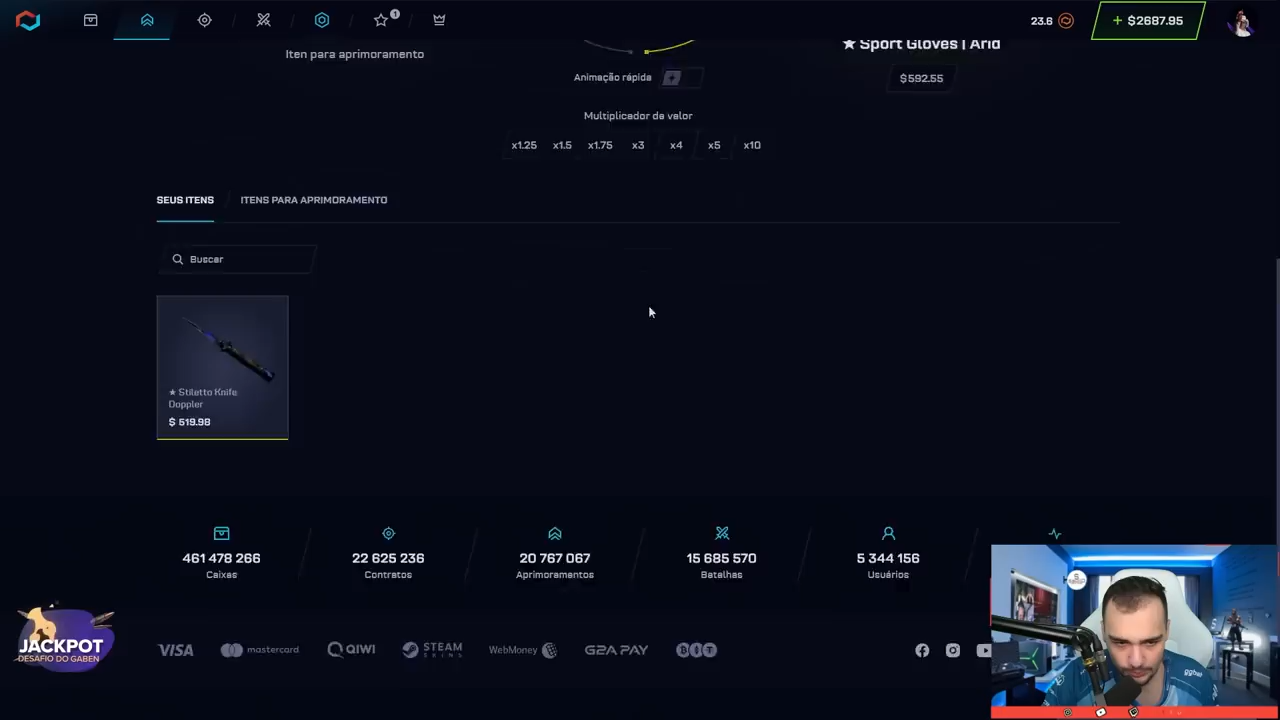 23.6
+ $2687.95
1
Iten para aprimoramento
★ Sport Gloves | Arid
$592.55
Animação rápida
Multiplicador de valor
x1.25 x1.5 x1.75 x3 x4 x5 x10
SEUS ITENS ITENS PARA APRIMORAMENTO
Buscar
★ Stiletto Knife
Doppler
$ 519.98
461 478 266 22 625 236 20 767 067 15 685 570 5 344 156
Caixas Contratos Aprimoramentos Batalhas Usuários
JACKPOT
DESAFIO DO GABEN
VISA mastercard QIWI STEAM SKINS WebMoney G2A PAY